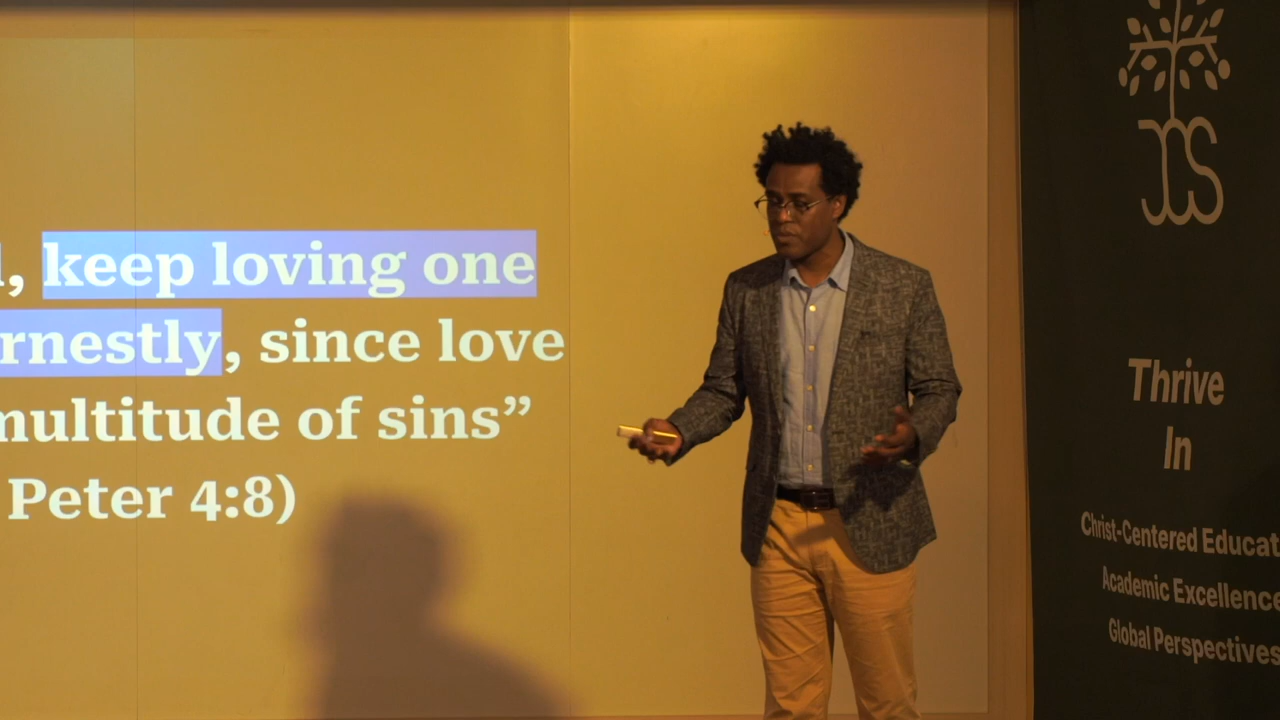 , keep loving one
rnestly, since love
multitude of sins”
Peter 4:8)
JCS
Thrive
In
Christ-Centered Educat
Academic Excellence
Global Perspectives